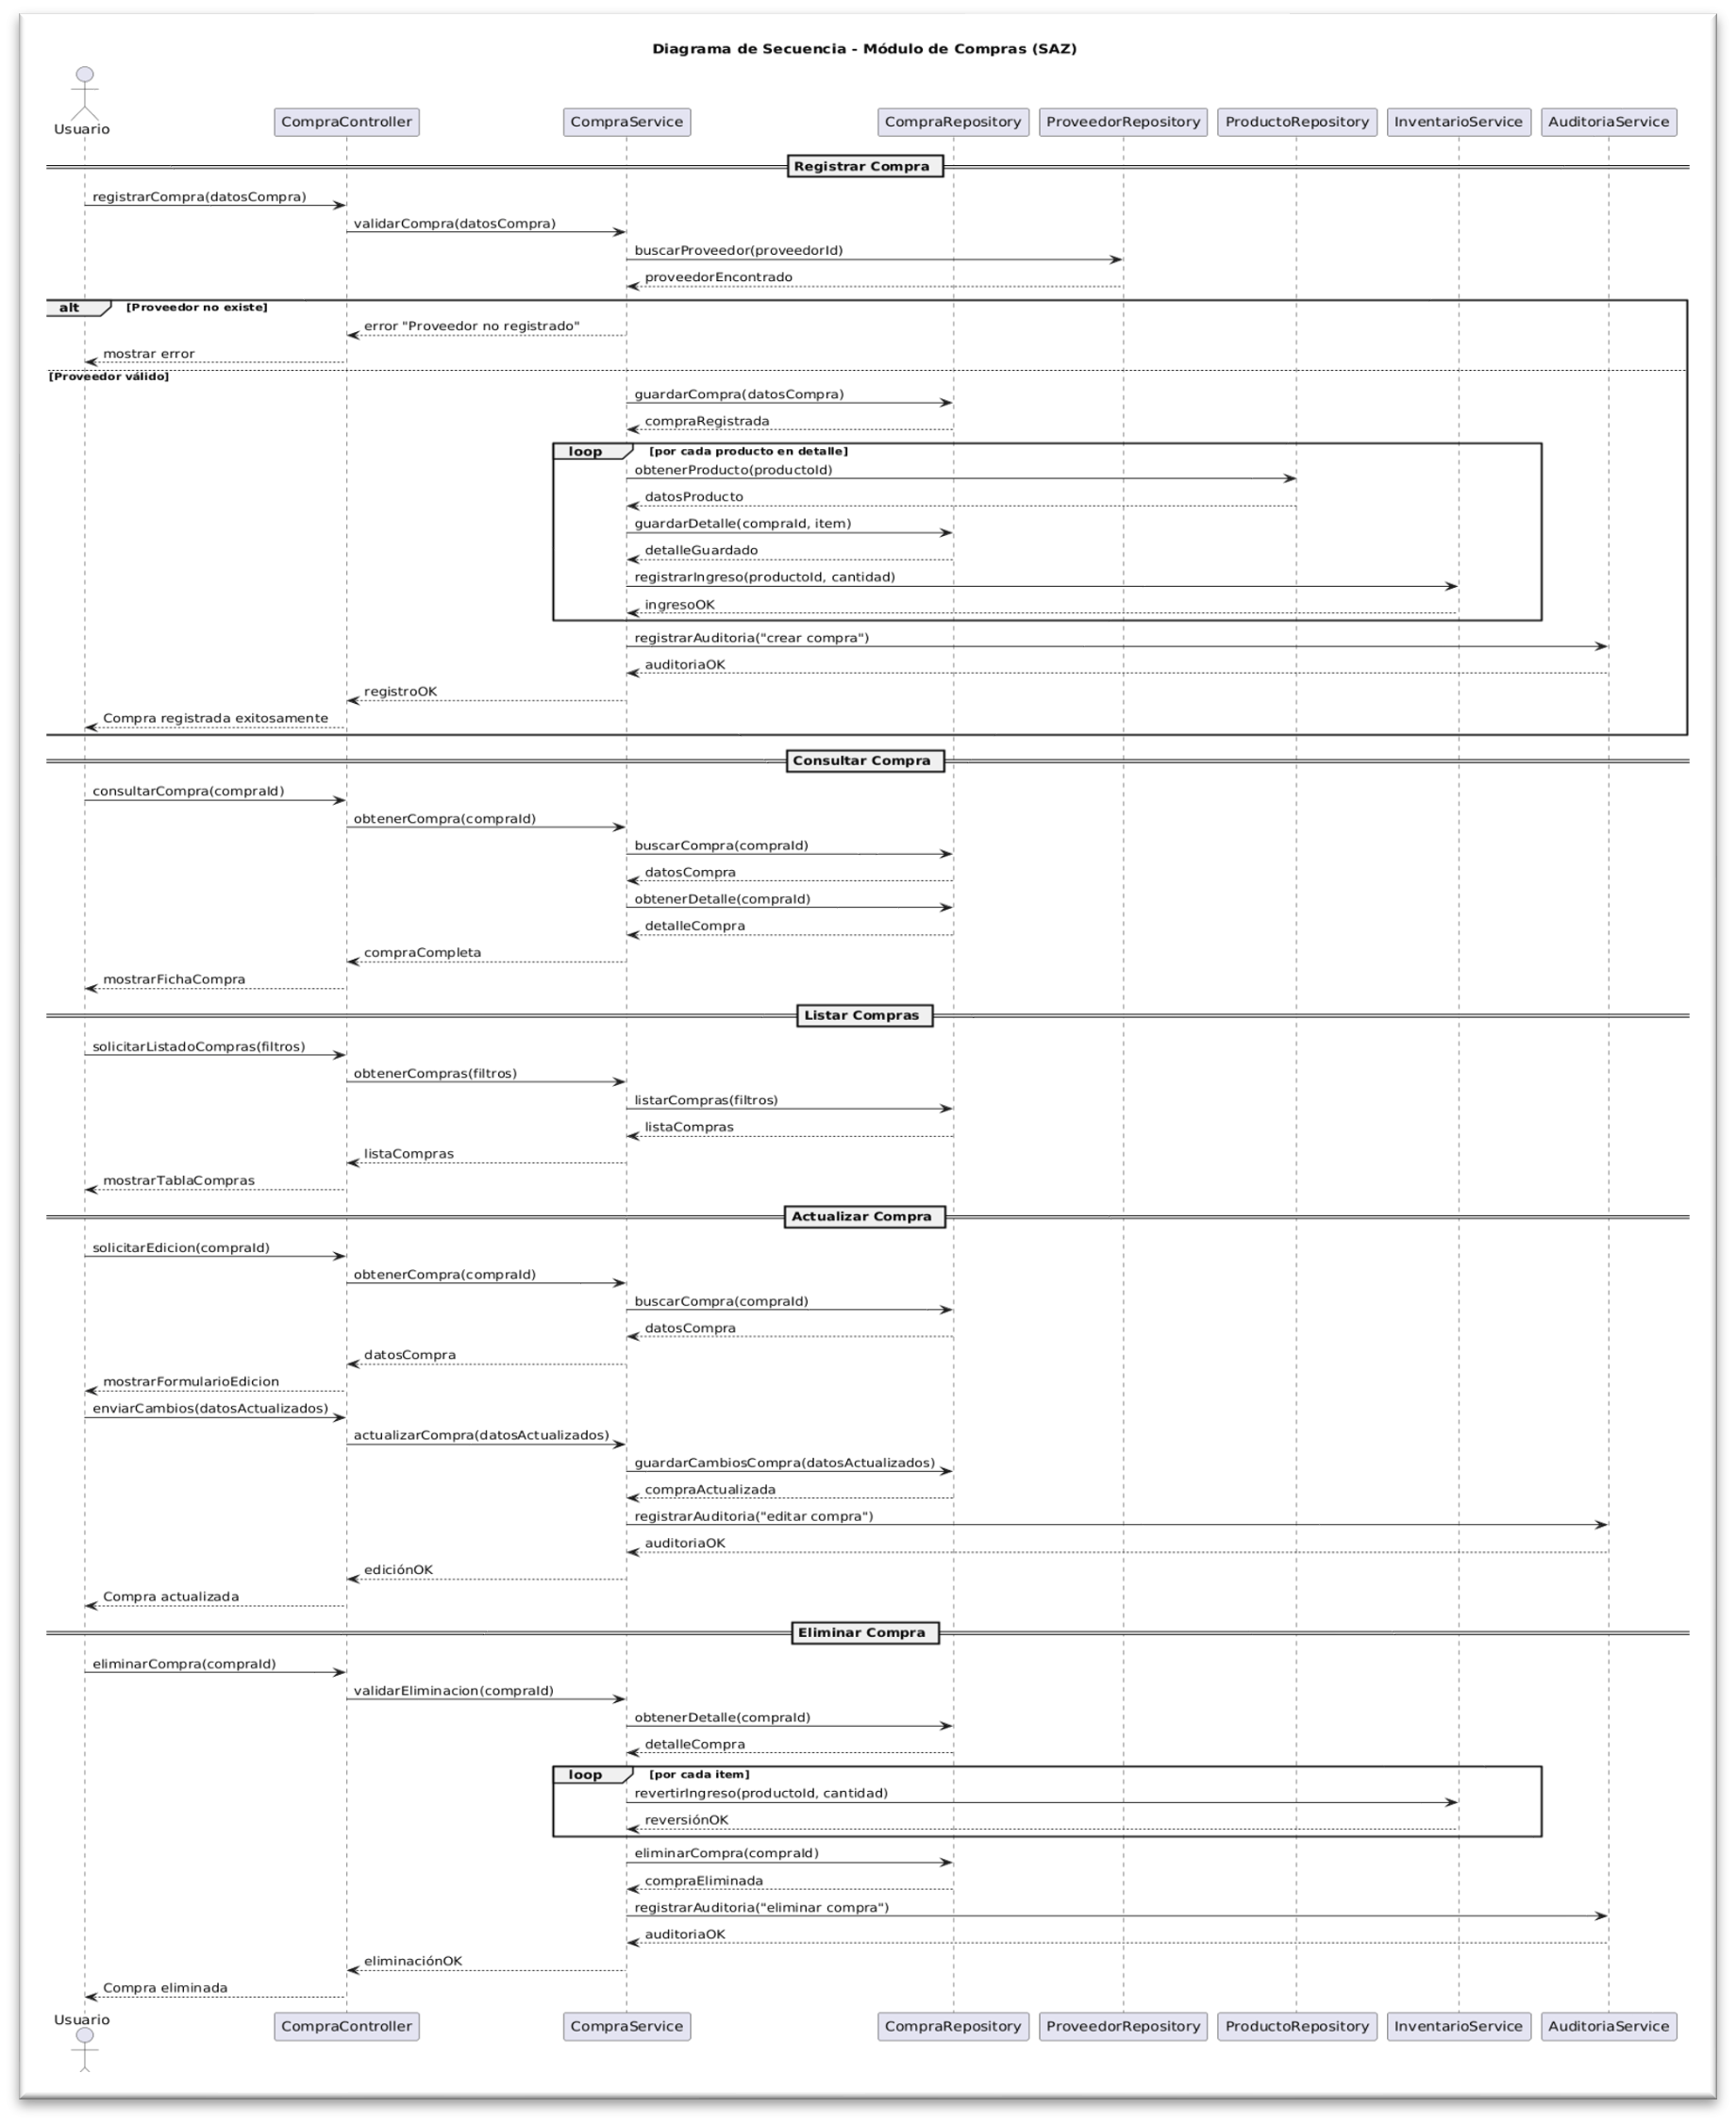 Diagrama de Secuencia - Módulo de Compras (SAZ)
Usuario
CompraController
CompraService
CompraRepository
ProveedorRepository
ProductoRepository
InventarioService
AuditoriaService
Registrar Compra
registrarCompra(datosCompra)
validarCompra(datosCompra)
buscarProveedor(proveedorId)
proveedorEncontrado
alt [Proveedor no existe]
error "Proveedor no registrado"
mostrar error
[Proveedor válido]
guardarCompra(datosCompra)
compraRegistrada
loop [por cada producto en detalle]
obtenerProducto(productoId)
datosProducto
guardarDetalle(compraId, item)
detalleGuardado
registrarIngreso(productoId, cantidad)
ingresoOK
registrarAuditoria("crear compra")
auditoriaOK
registroOK
Compra registrada exitosamente
Consultar Compra
consultarCompra(compraId)
obtenerCompra(compraId)
buscarCompra(compraId)
datosCompra
obtenerDetalle(compraId)
detalleCompra
compraCompleta
mostrarFichaCompra
Listar Compras
solicitarListadoCompras(filtros)
obtenerCompras(filtros)
listarCompras(filtros)
listaCompras
listaCompras
mostrarTablaCompras
Actualizar Compra
solicitarEdicion(compraId)
obtenerCompra(compraId)
buscarCompra(compraId)
datosCompra
datosCompra
mostrarFormularioEdicion
enviarCambios(datosActualizados)
actualizarCompra(datosActualizados)
guardarCambiosCompra(datosActualizados)
compraActualizada
registrarAuditoria("editar compra")
auditoriaOK
ediciónOK
Compra actualizada
Eliminar Compra
eliminarCompra(compraId)
validarEliminacion(compraId)
obtenerDetalle(compraId)
detalleCompra
loop [por cada item]
revertirIngreso(productoId, cantidad)
reversiónOK
eliminarCompra(compraId)
compraEliminada
registrarAuditoria("eliminar compra")
auditoriaOK
eliminaciónOK
Compra eliminada
Usuario
CompraController
CompraService
CompraRepository
ProveedorRepository
ProductoRepository
InventarioService
AuditoriaService